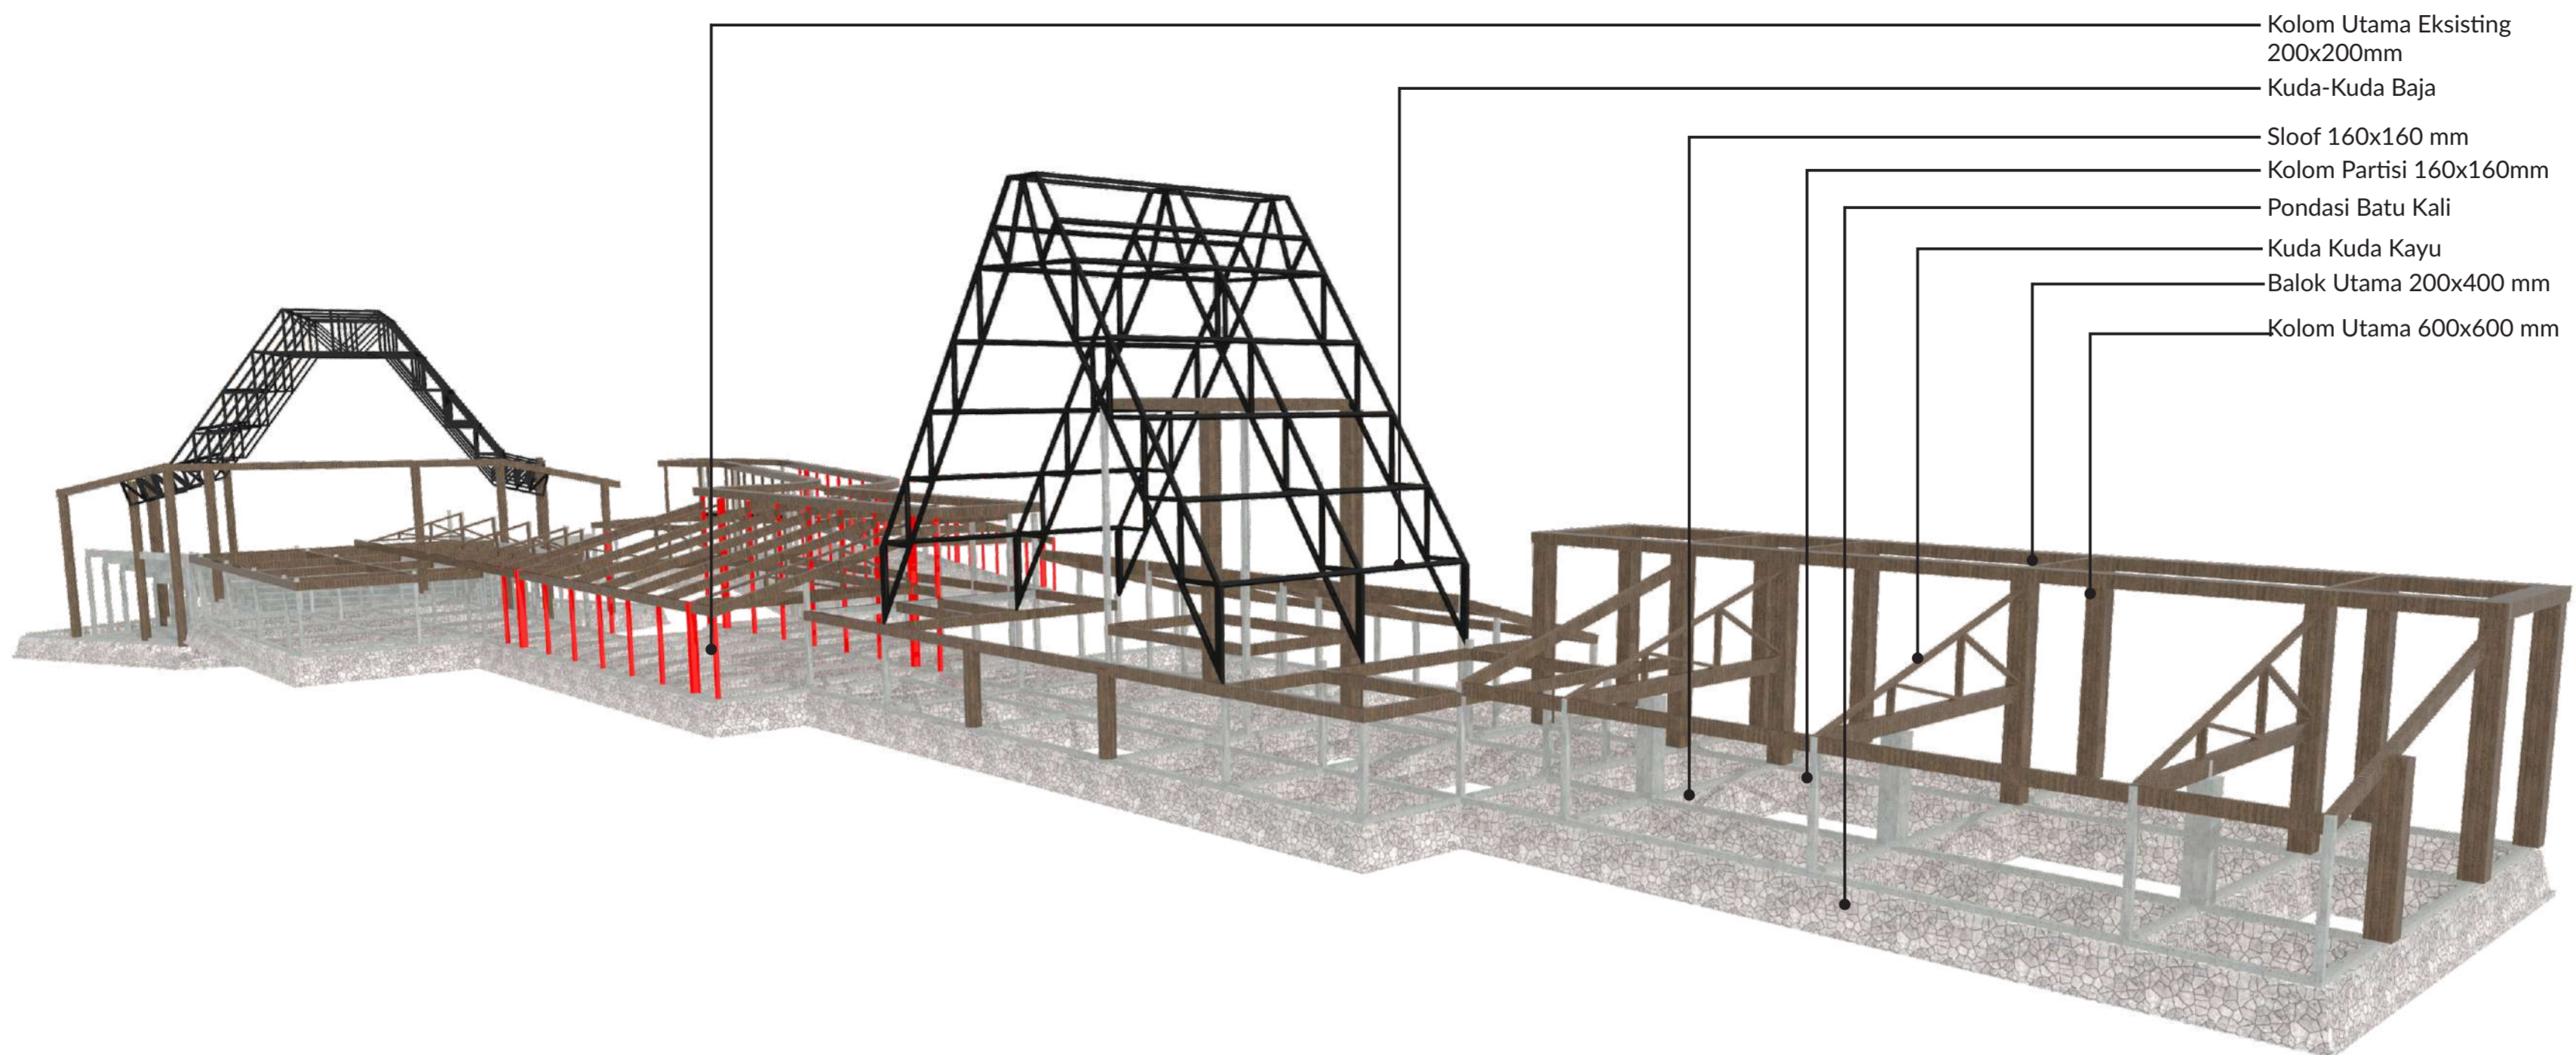 Kolom Utama Eksisting
200x200mm
Kuda-Kuda Baja
Sloof 160x160 mm
Kolom Partisi 160x160mm
Pondasi Batu Kali
Kuda Kuda Kayu
Balok Utama 200x400 mm
Kolom Utama 600x600 mm